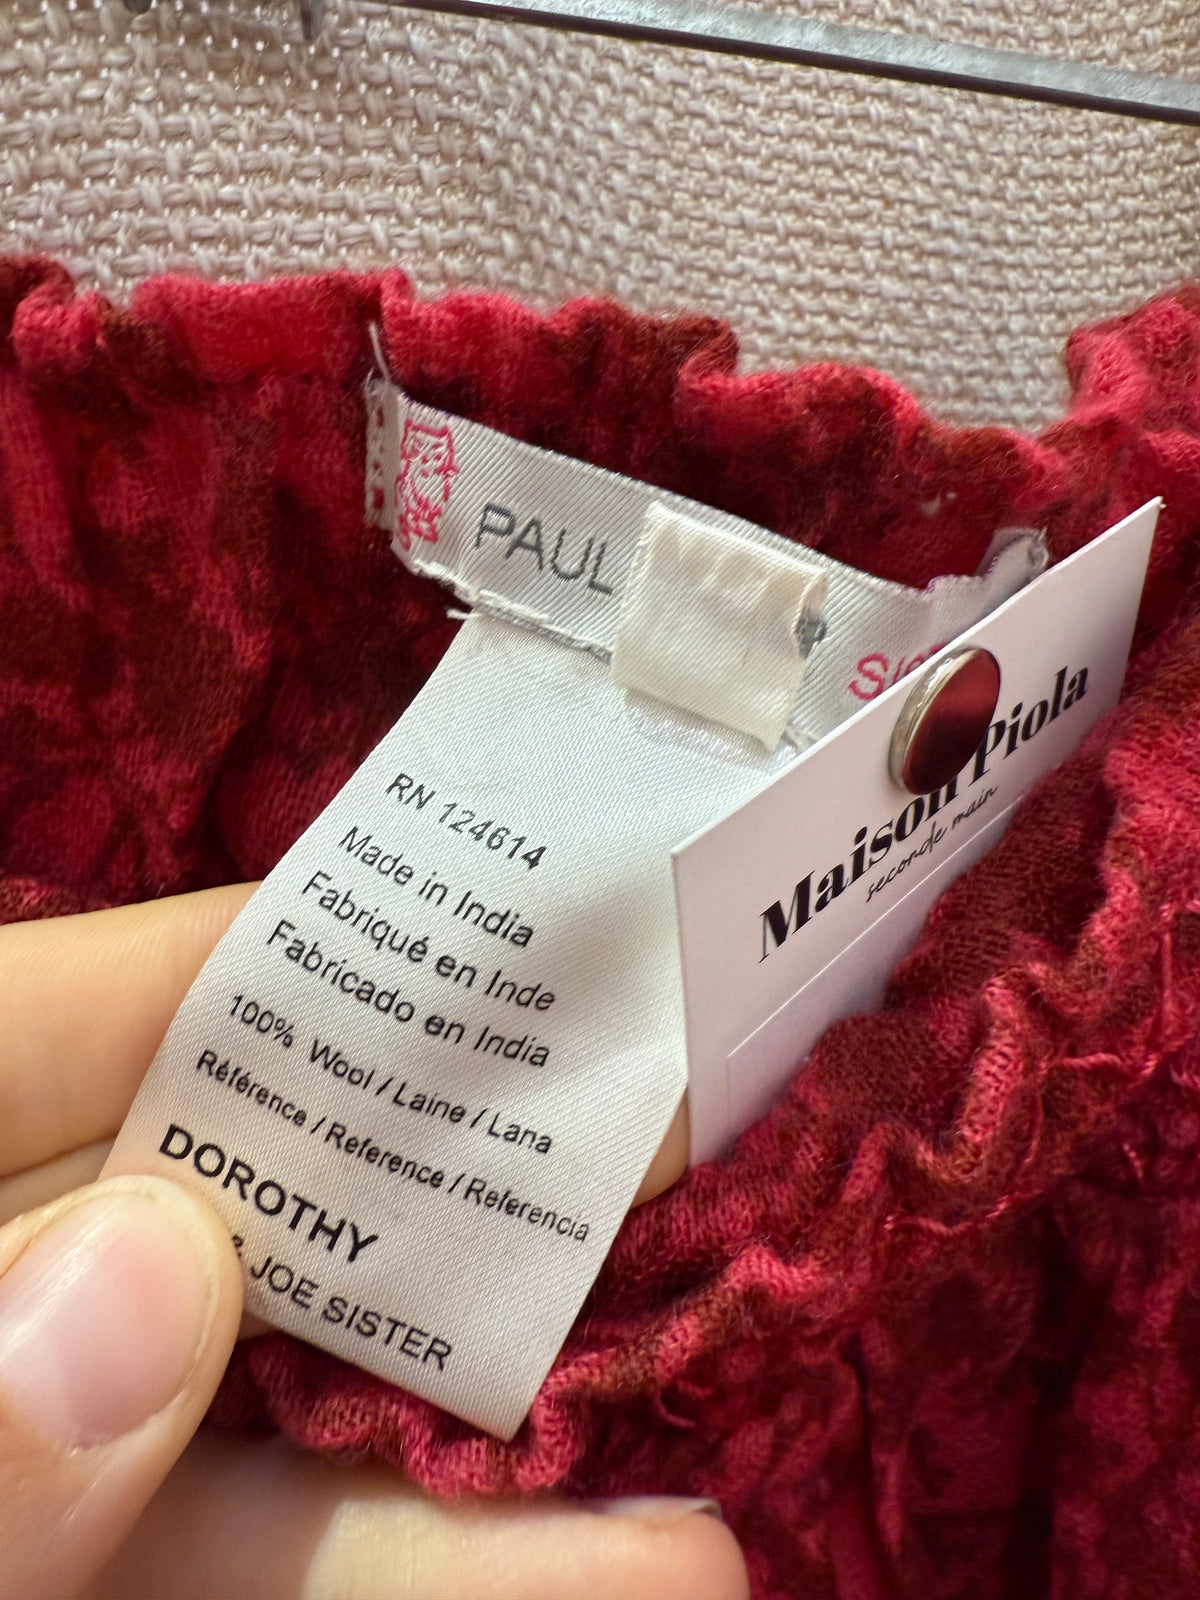 PAUL
RN 124614
Made in India
Fabriqué en Inde
Fabricado en India
100% Wool / Laine / Lana
Référence / Reference / Referencia
DOROTHY
& JOE SISTER
Maison Piola
seconde main